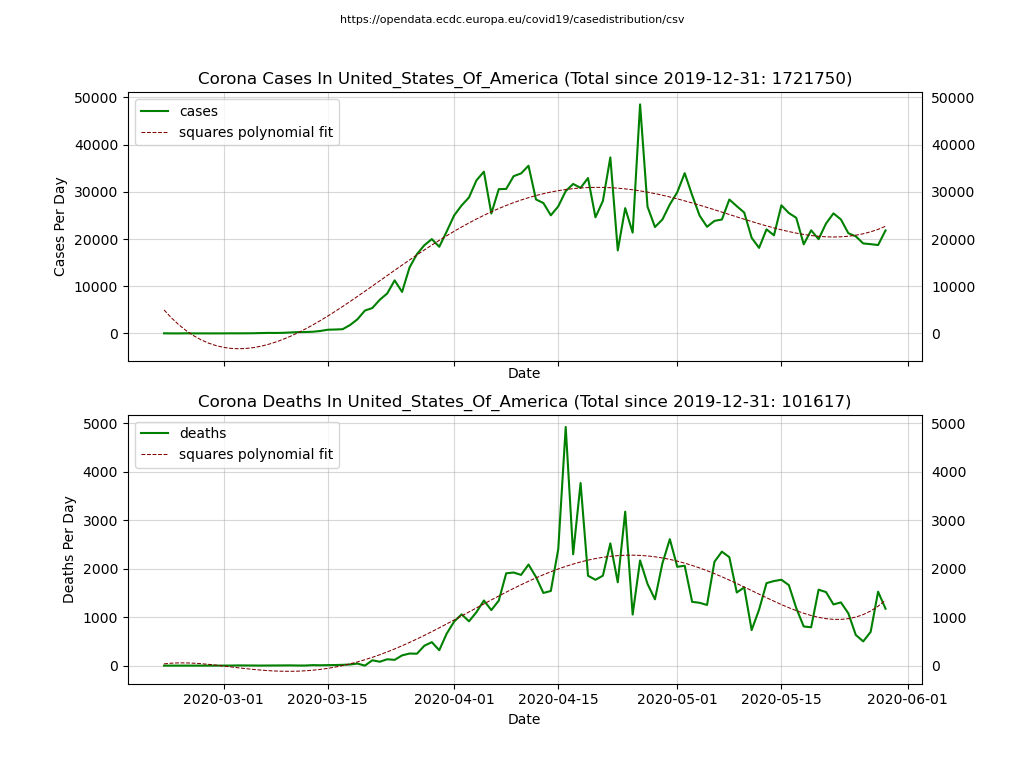 https://opendata.ecdc.europa.eu/covid19/casedistribution/csv
Corona Cases In United_States_Of_America (Total since 2019-12-31: 1721750)
cases
squares polynomial fit
50000 50000
40000 40000
30000 30000
20000 20000
10000 10000
0 0
Cases Per Day
Date
Corona Deaths In United_States_Of_America (Total since 2019-12-31: 101617)
deaths
squares polynomial fit
5000 5000
4000 4000
3000 3000
2000 2000
1000 1000
0 0
Deaths Per Day
2020-03-01 2020-03-15 2020-04-01 2020-04-15 2020-05-01 2020-05-15 2020-06-01
Date